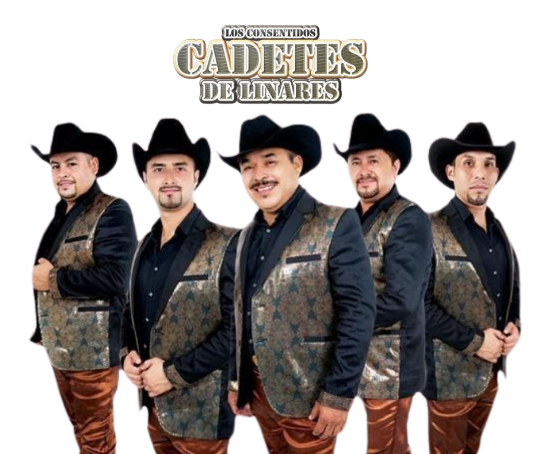 LOS CONSENTIDOS
CADETES
DE LINARES